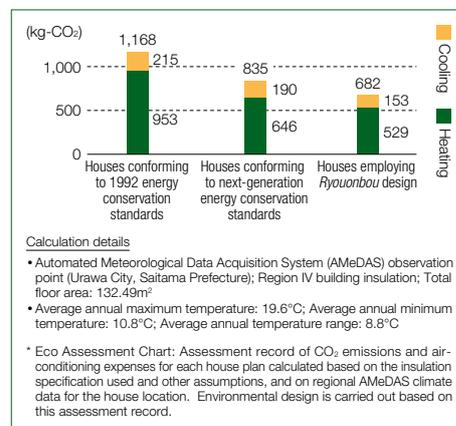 (kg-CO₂)
1,168
215
1,000
835
190
682
153
500
953
646
529
0
Cooling
Heating
Houses conforming
to 1992 energy
conservation
standards
Houses conforming
to next-generation
energy conservation
standards
Houses employing
Ryouonbou design
Calculation details
• Automated Meteorological Data Acquisition System (AMeDAS) observation
point (Urawa City, Saitama Prefecture); Region IV building insulation; Total
floor area: 132.49m²
• Average annual maximum temperature: 19.6°C; Average annual minimum
temperature: 10.8°C; Average annual temperature range: 8.8°C
* Eco Assessment Chart: Assessment record of CO₂ emissions and air-
conditioning expenses for each house plan calculated based on the insulation
specification used and other assumptions, and on regional AMeDAS climate
data for the house location. Environmental design is carried out based on
this assessment record.